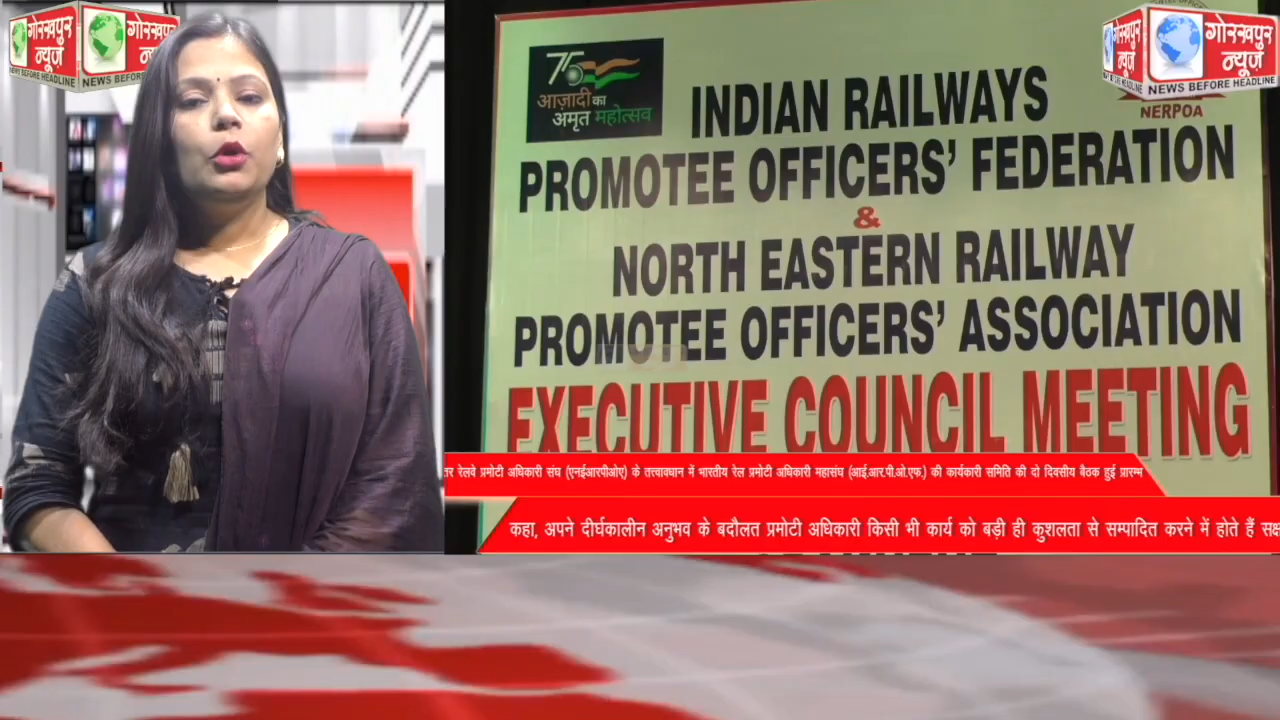 गोरखपुर
न्यूज़
NEWS BEFORE HEADLINE
गोरखपुर
न्यूज़
गोरखपुर
न्यूज़
NEWS BEFORE HEADLINE
गोरखपुर
न्यूज़
NERPOA
75
आज़ादी का
अमृत महोत्सव
INDIAN RAILWAYS
PROMOTEE OFFICERS’ FEDERATION
&
NORTH EASTERN RAILWAY
PROMOTEE OFFICERS’ ASSOCIATION
EXECUTIVE COUNCIL MEETING
रेलवे प्रमोटी अधिकारी संघ (एनईआरपीओए) के तत्त्वावधान में भारतीय रेल प्रमोटी अधिकारी महासंघ (आई.आर.पी.ओ.एफ.) की कार्यकारी समिति की दो दिवसीय बैठक हुई प्रारम्भ
कहा, अपने दीर्घकालीन अनुभव के बदौलत प्रमोटी अधिकारी किसी भी कार्य को बड़ी ही कुशलता से सम्पादित करने में होते हैं